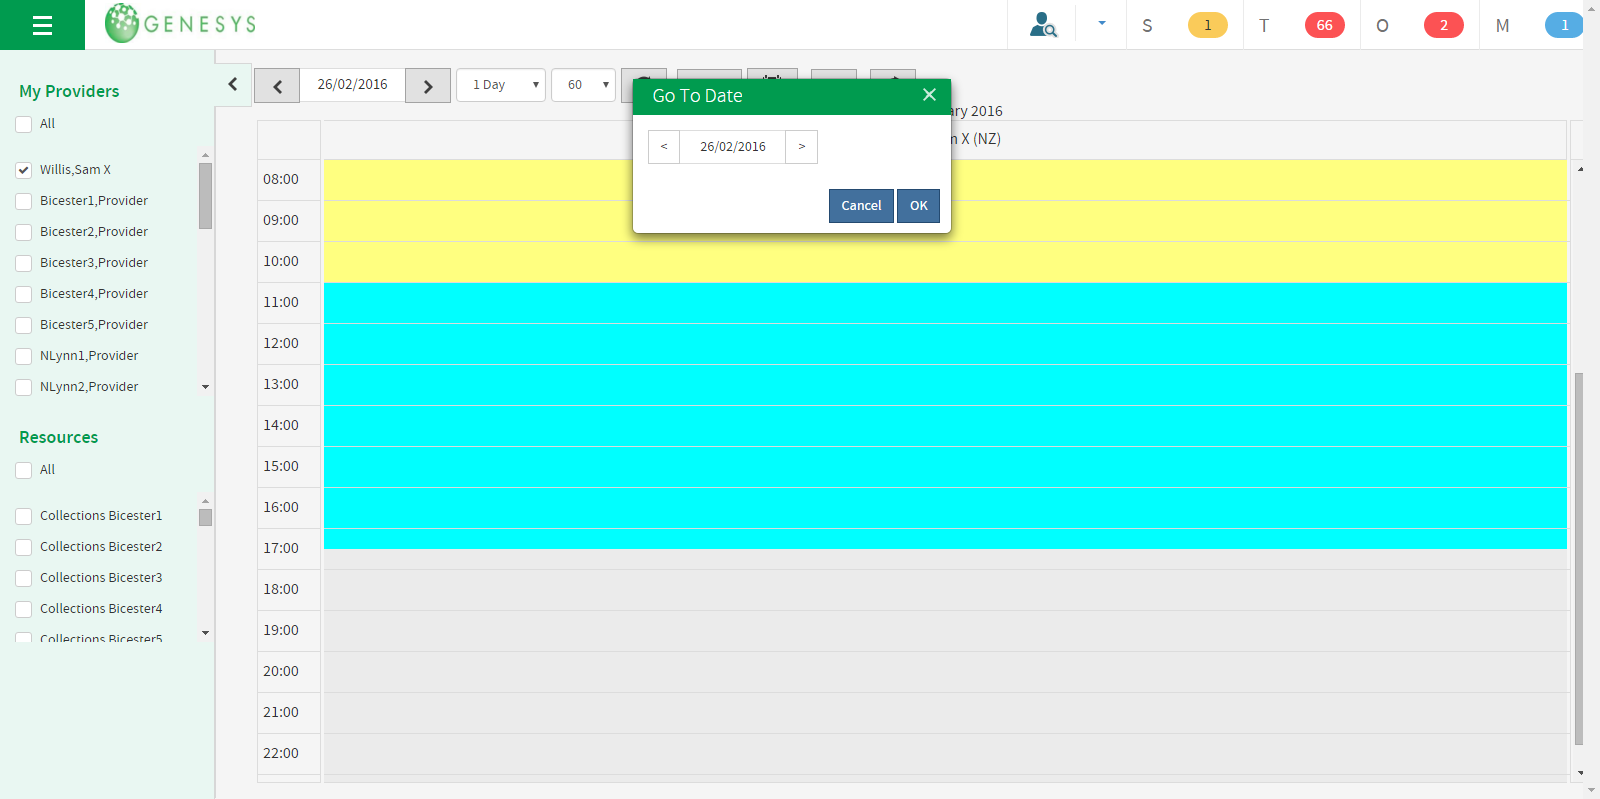 GENESYS
S 1 T 66 O 2 M 1
My Providers
All
Willis,Sam X
Bicester1,Provider
Bicester2,Provider
Bicester3,Provider
Bicester4,Provider
Bicester5,Provider
NLynn1,Provider
NLynn2,Provider
Resources
All
Collections Bicester1
Collections Bicester2
Collections Bicester3
Collections Bicester4
Collections Bicester5
26/02/2016 1 Day 60
2016
X (NZ)
Go To Date
< 26/02/2016 >
Cancel OK
08:00
09:00
10:00
11:00
12:00
13:00
14:00
15:00
16:00
17:00
18:00
19:00
20:00
21:00
22:00